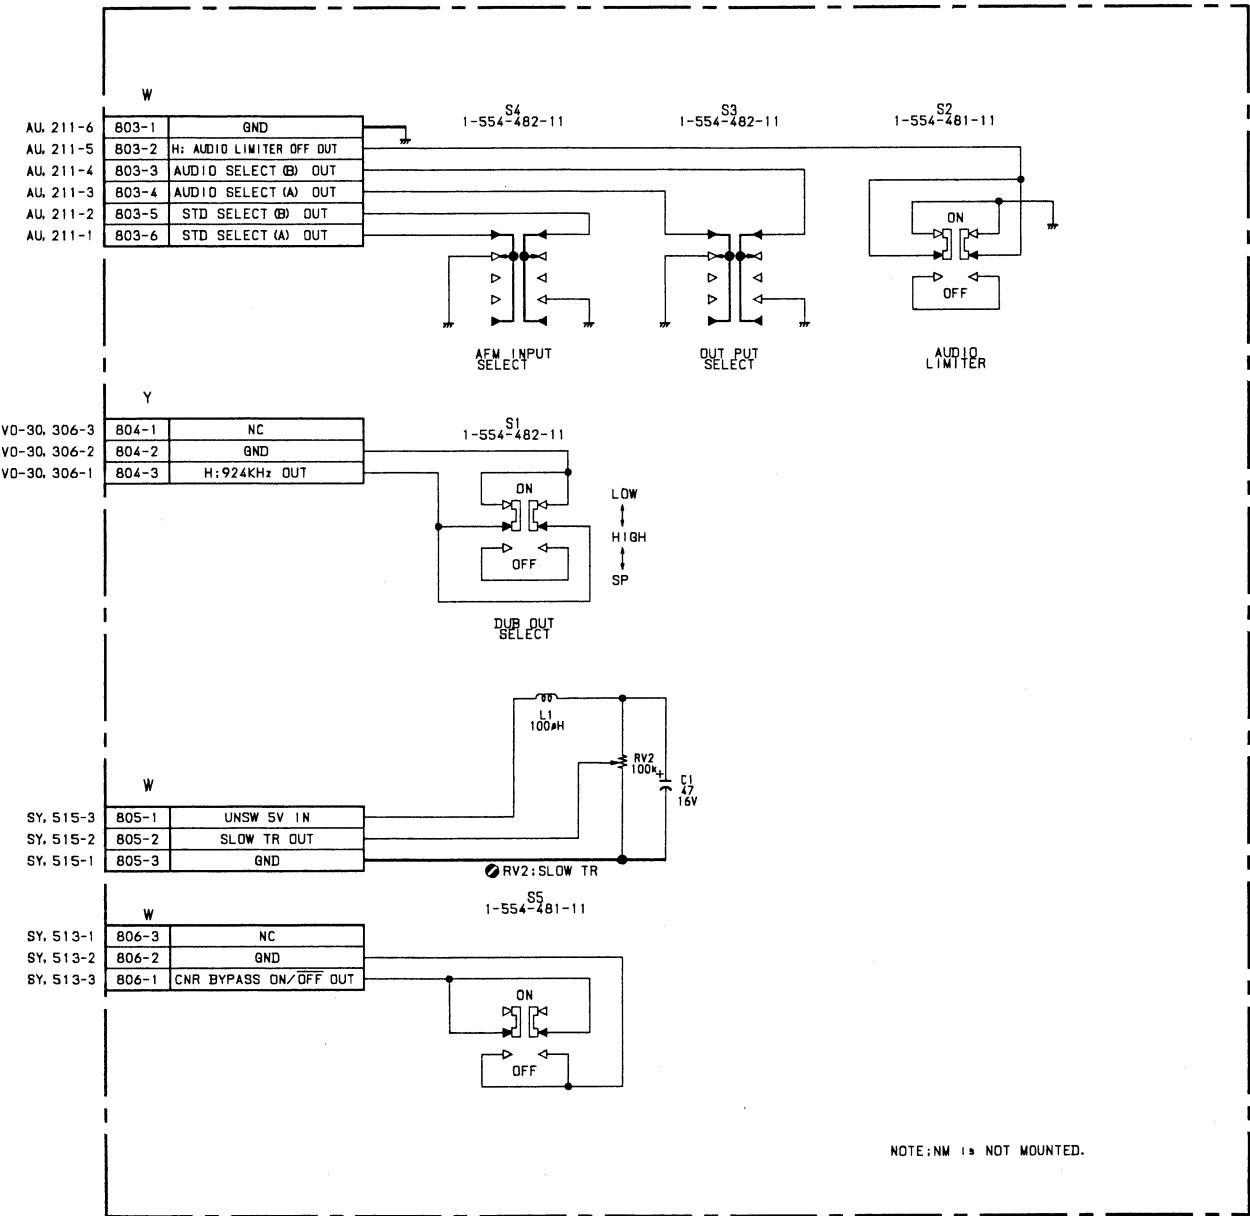 W
AU. 211-6 803-1 GND
AU. 211-5 803-2 H: AUDIO LIMITER OFF OUT
AU. 211-4 803-3 AUDIO SELECT (B) OUT
AU. 211-3 803-4 AUDIO SELECT (A) OUT
AU. 211-2 803-5 STD SELECT (B) OUT
AU. 211-1 803-6 STD SELECT (A) OUT
S4
1-554-482-11
AFM INPUT
SELECT
S3
1-554-482-11
OUT PUT
SELECT
S2
1-554-481-11
ON
OFF
AUDIO
LIMITER
Y
VO-30. 306-3 804-1 NC
VO-30. 306-2 804-2 GND
VO-30. 306-1 804-3 H:924KHz OUT
S1
1-554-482-11
ON
OFF
LOW
HIGH
SP
DUB OUT
SELECT
L1
100µH
RV2
100k
+
C1
47
16V
W
SY. 515-3 805-1 UNSW 5V IN
SY. 515-2 805-2 SLOW TR OUT
SY. 515-1 805-3 GND
RV2:SLOW TR
S5
1-554-481-11
W
SY. 513-1 806-3 NC
SY. 513-2 806-2 GND
SY. 513-3 806-1 CNR BYPASS ON/OFF OUT
ON
OFF
NOTE;NM is NOT MOUNTED.